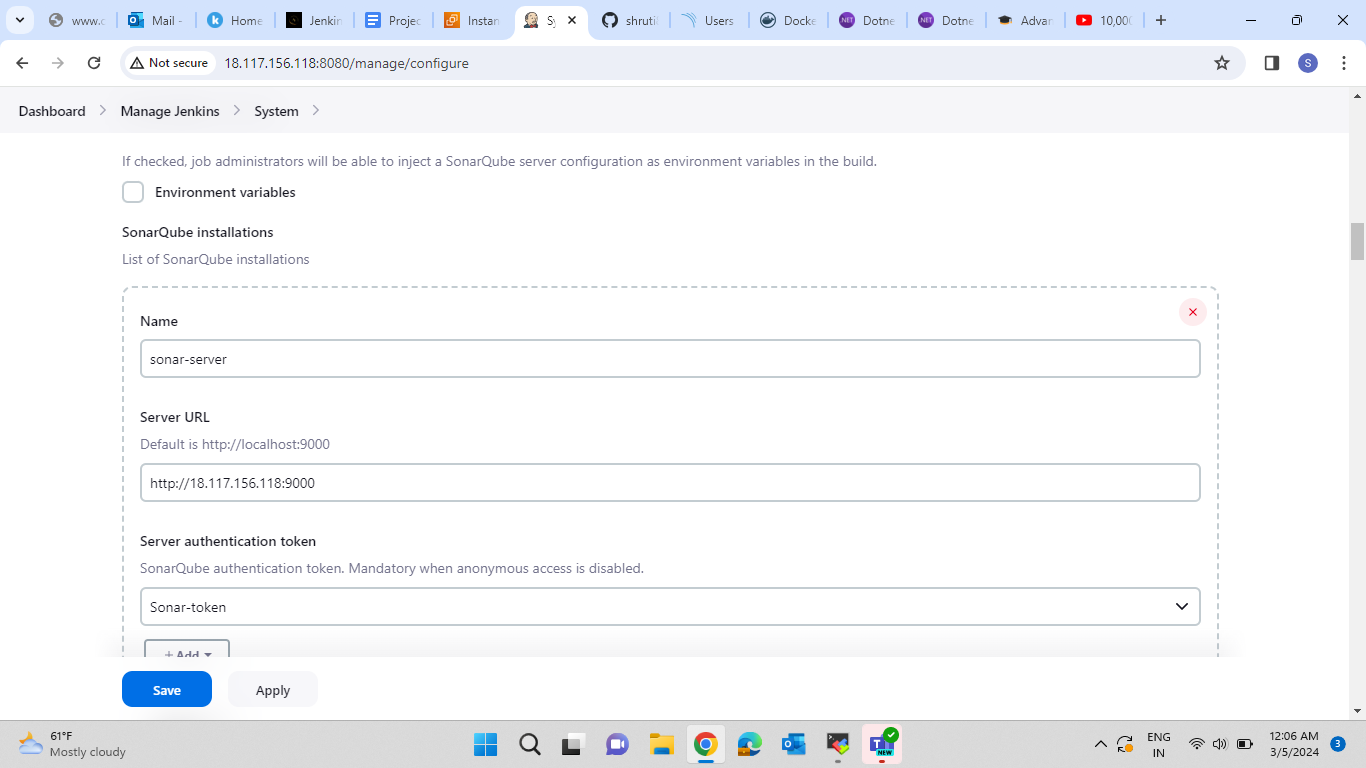 www.c
Mail -
Home
Jenkin
Projec
Instan
Sy
shruti
Users
Docke
Dotne
Dotne
Advar
10,000
Not secure
18.117.156.118:8080/manage/configure
S
Dashboard
Manage Jenkins
System
If checked, job administrators will be able to inject a SonarQube server configuration as environment variables in the build.
Environment variables
SonarQube installations
List of SonarQube installations
Name
sonar-server
Server URL
Default is http://localhost:9000
http://18.117.156.118:9000
Server authentication token
SonarQube authentication token. Mandatory when anonymous access is disabled.
Sonar-token
+ Add
Save
Apply
61°F
Mostly cloudy
NEW
ENG
IN
12:06 AM
3/5/2024
3